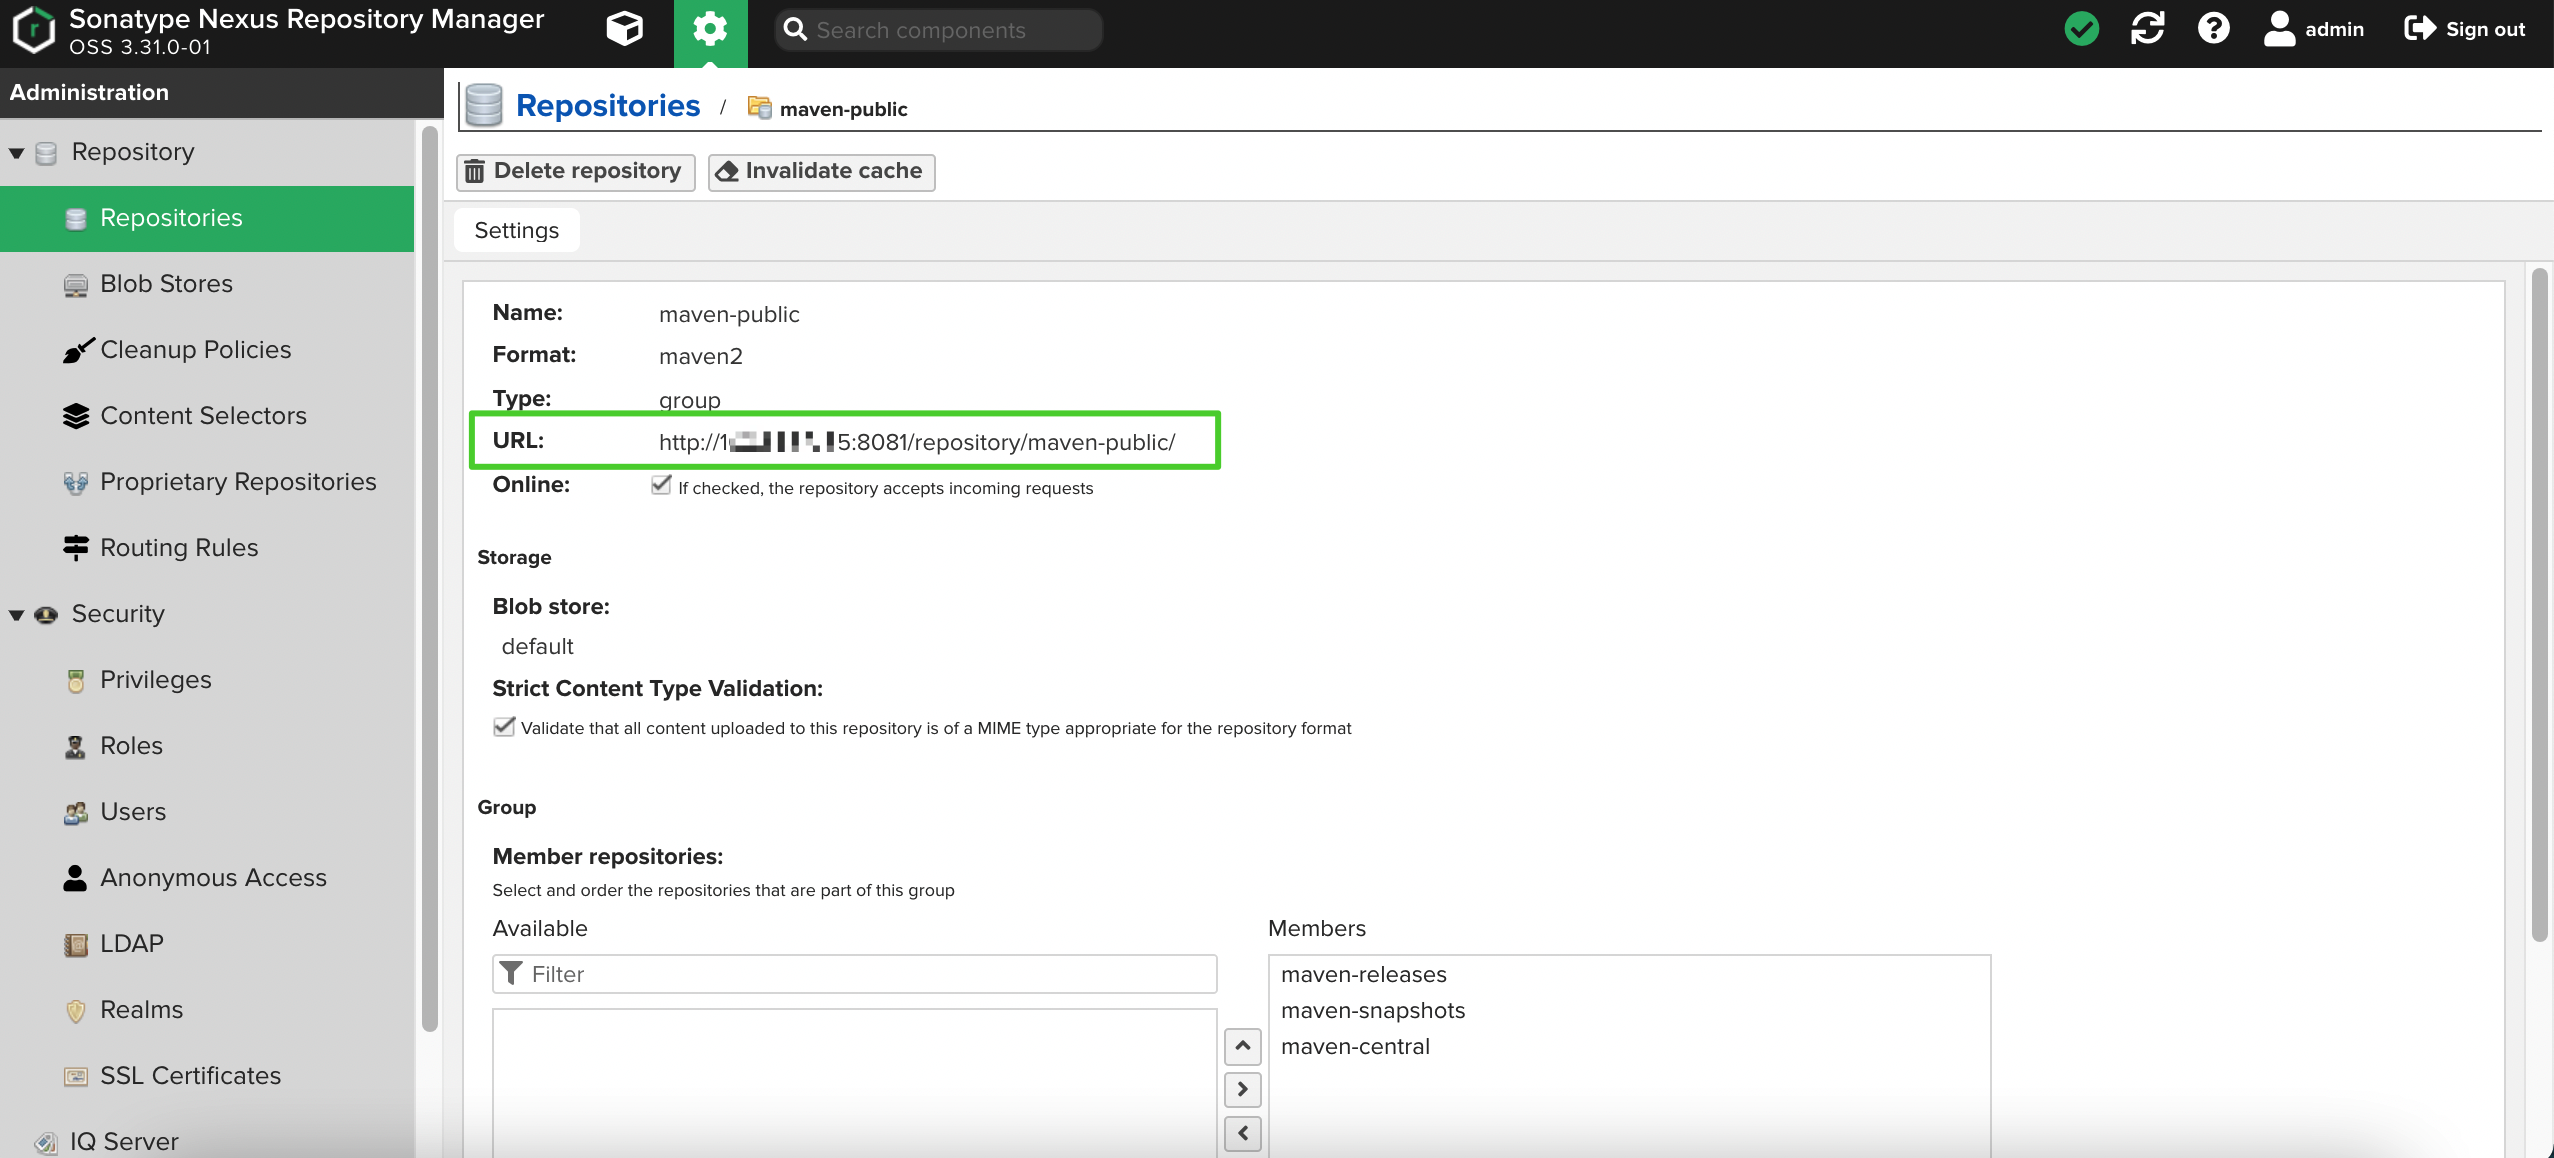 Sonatype Nexus Repository Manager
OSS 3.31.0-01
Search components
admin
Sign out
Administration
Repository
Repositories
Blob Stores
Cleanup Policies
Content Selectors
Proprietary Repositories
Routing Rules
Security
Privileges
Roles
Users
Anonymous Access
LDAP
Realms
SSL Certificates
IQ Server
Repositories / maven-public
Delete repository
Invalidate cache
Settings
Name: maven-public
Format: maven2
Type: group
URL: http://1 5:8081/repository/maven-public/
Online: If checked, the repository accepts incoming requests
Storage
Blob store:
default
Strict Content Type Validation:
Validate that all content uploaded to this repository is of a MIME type appropriate for the repository format
Group
Member repositories:
Select and order the repositories that are part of this group
Available
Filter
Members
maven-releases
maven-snapshots
maven-central